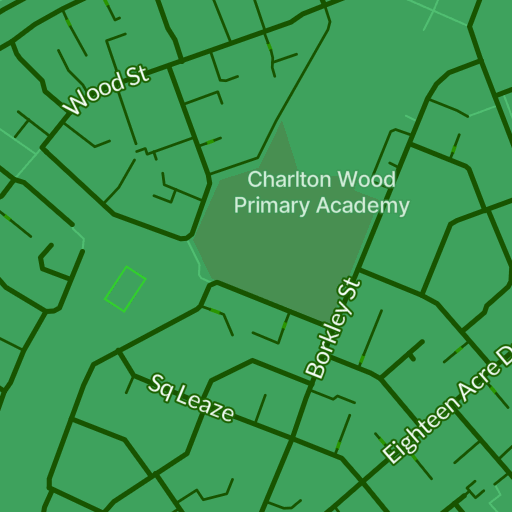 Wood St
Charlton Wood
Primary Academy
Borkley St
Sq Leaze
Eighteen Acre D